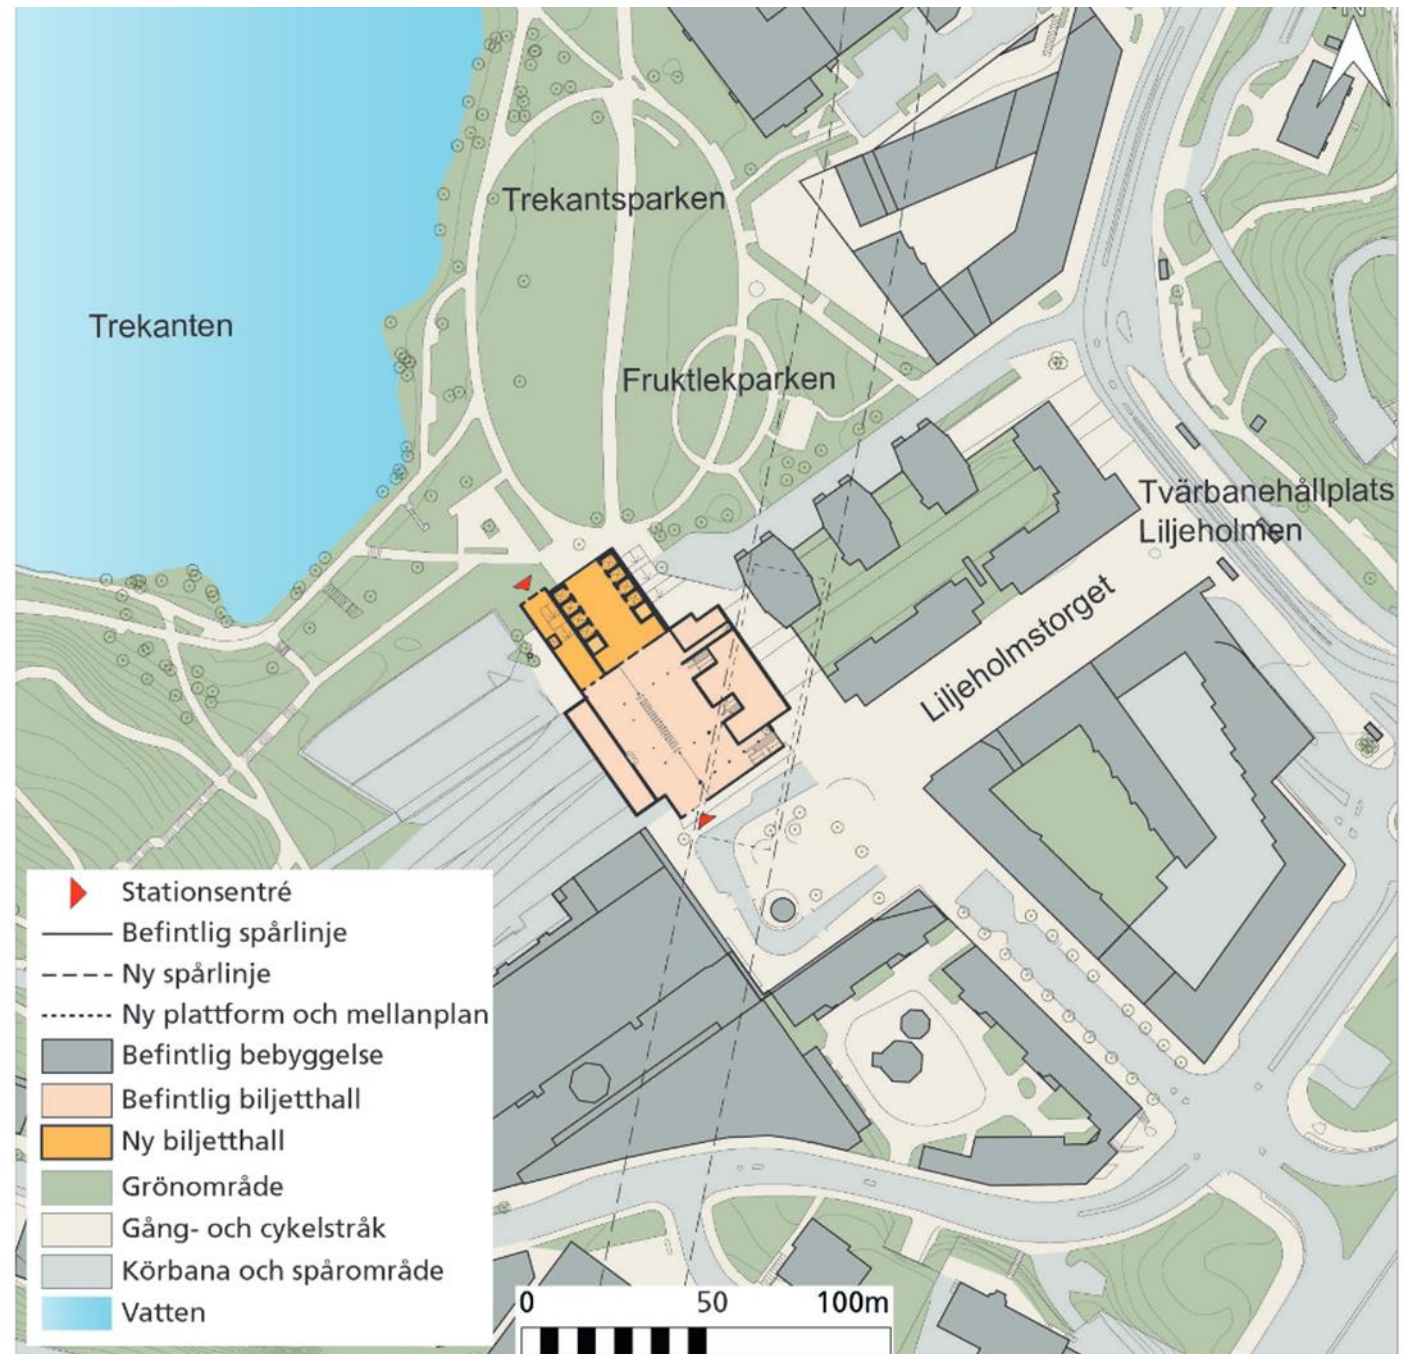 N
Trekantsparken
Trekanten
Fruktlekparken
Tvärbanehållplats
Liljeholmen
Liljeholmstorget
Stationsentré
Befintlig spårlinje
Ny spårlinje
Ny plattform och mellanplan
Befintlig bebyggelse
Befintlig biljetthall
Ny biljetthall
Grönområde
Gång- och cykelstråk
Körbana och spårområde
Vatten
0 50 100m